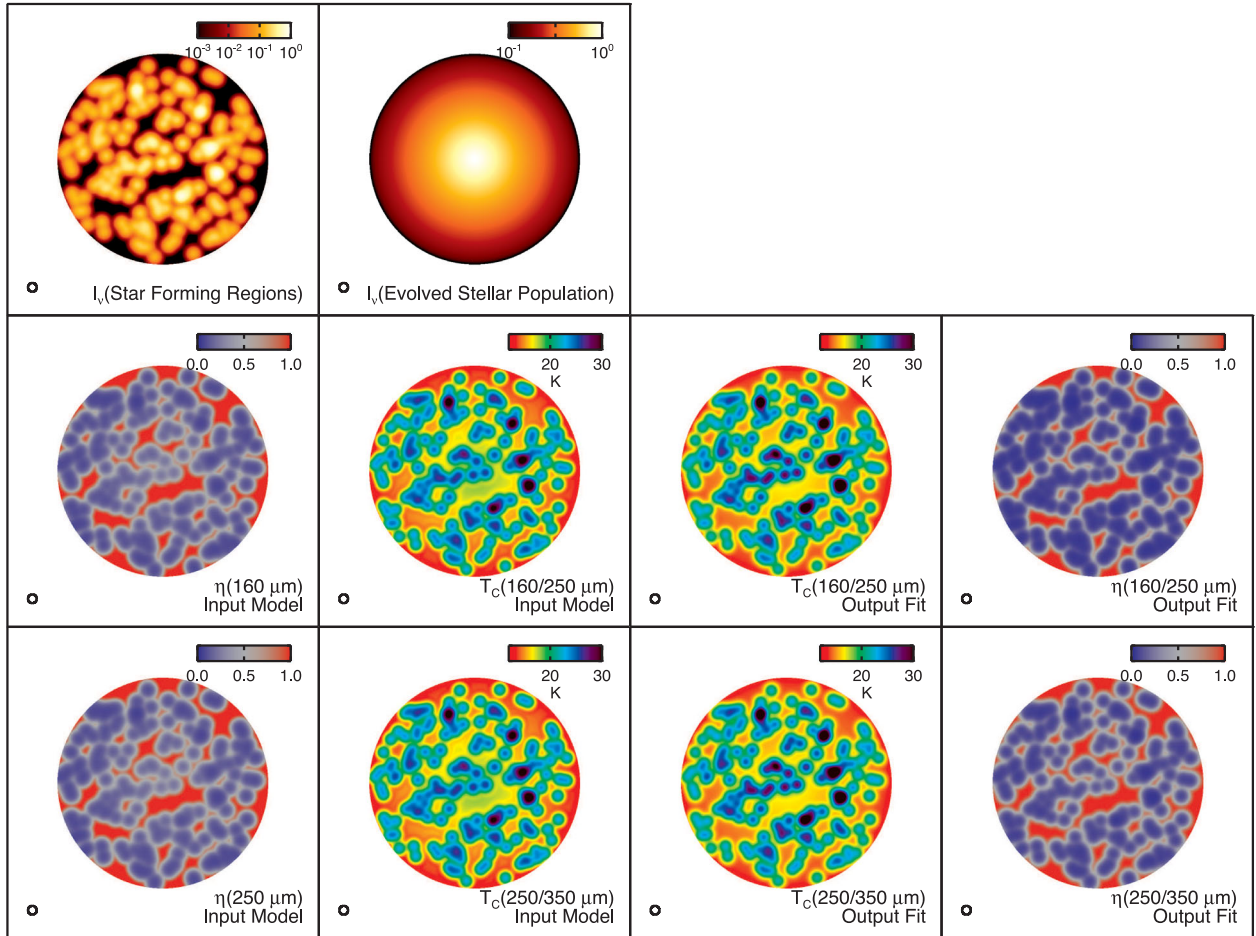 10⁻³ 10⁻² 10⁻¹ 10⁰
Iᵥ(Star Forming Regions)
10⁻¹ 10⁰
Iᵥ(Evolved Stellar Population)
0.0 0.5 1.0
η(160 μm)
Input Model
20 30
K
T_C(160/250 μm)
Input Model
20 30
K
T_C(160/250 μm)
Output Fit
0.0 0.5 1.0
η(160/250 μm)
Output Fit
0.0 0.5 1.0
η(250 μm)
Input Model
20 30
K
T_C(250/350 μm)
Input Model
20 30
K
T_C(250/350 μm)
Output Fit
0.0 0.5 1.0
η(250/350 μm)
Output Fit